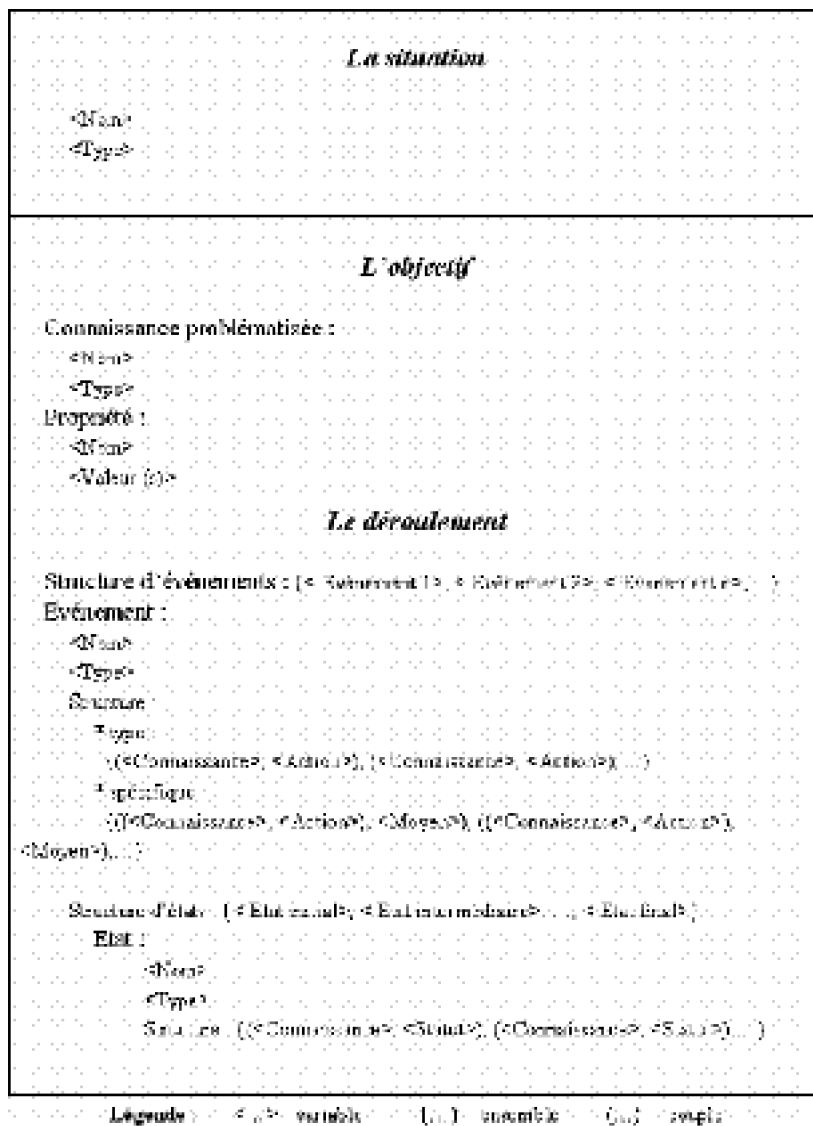 La situation
<Nom>
<Type>
L'objectif
Connaissance problématisée :
<Nom>
<Type>
Propriété :
<Nom>
<Valeur (s)>
Le déroulement
Structure d'événements : {< Evénement 1>, < Evénement 2>, < Evénement n>, ...}
Evénement :
<Nom>
<Type>
Structure :
* type :
{(<Connaissance>, <Action>), (<Connaissance>, <Action>), ...}
* spécifique
{((<Connaissance>, <Action>), <Moyen>), ((<Connaissance>, <Action>),
<Moyen>),...}
Structure d'états : { < Etat initial>, < Etat intermédiaire>, ..., < Etat final> }
Etat :
<Nom>
<Type>
Structure : {(<Connaissance>, <Statut>), (<Connaissance>, <Statut>),...}
Légende : <...> variable {...} ensemble (...) couple